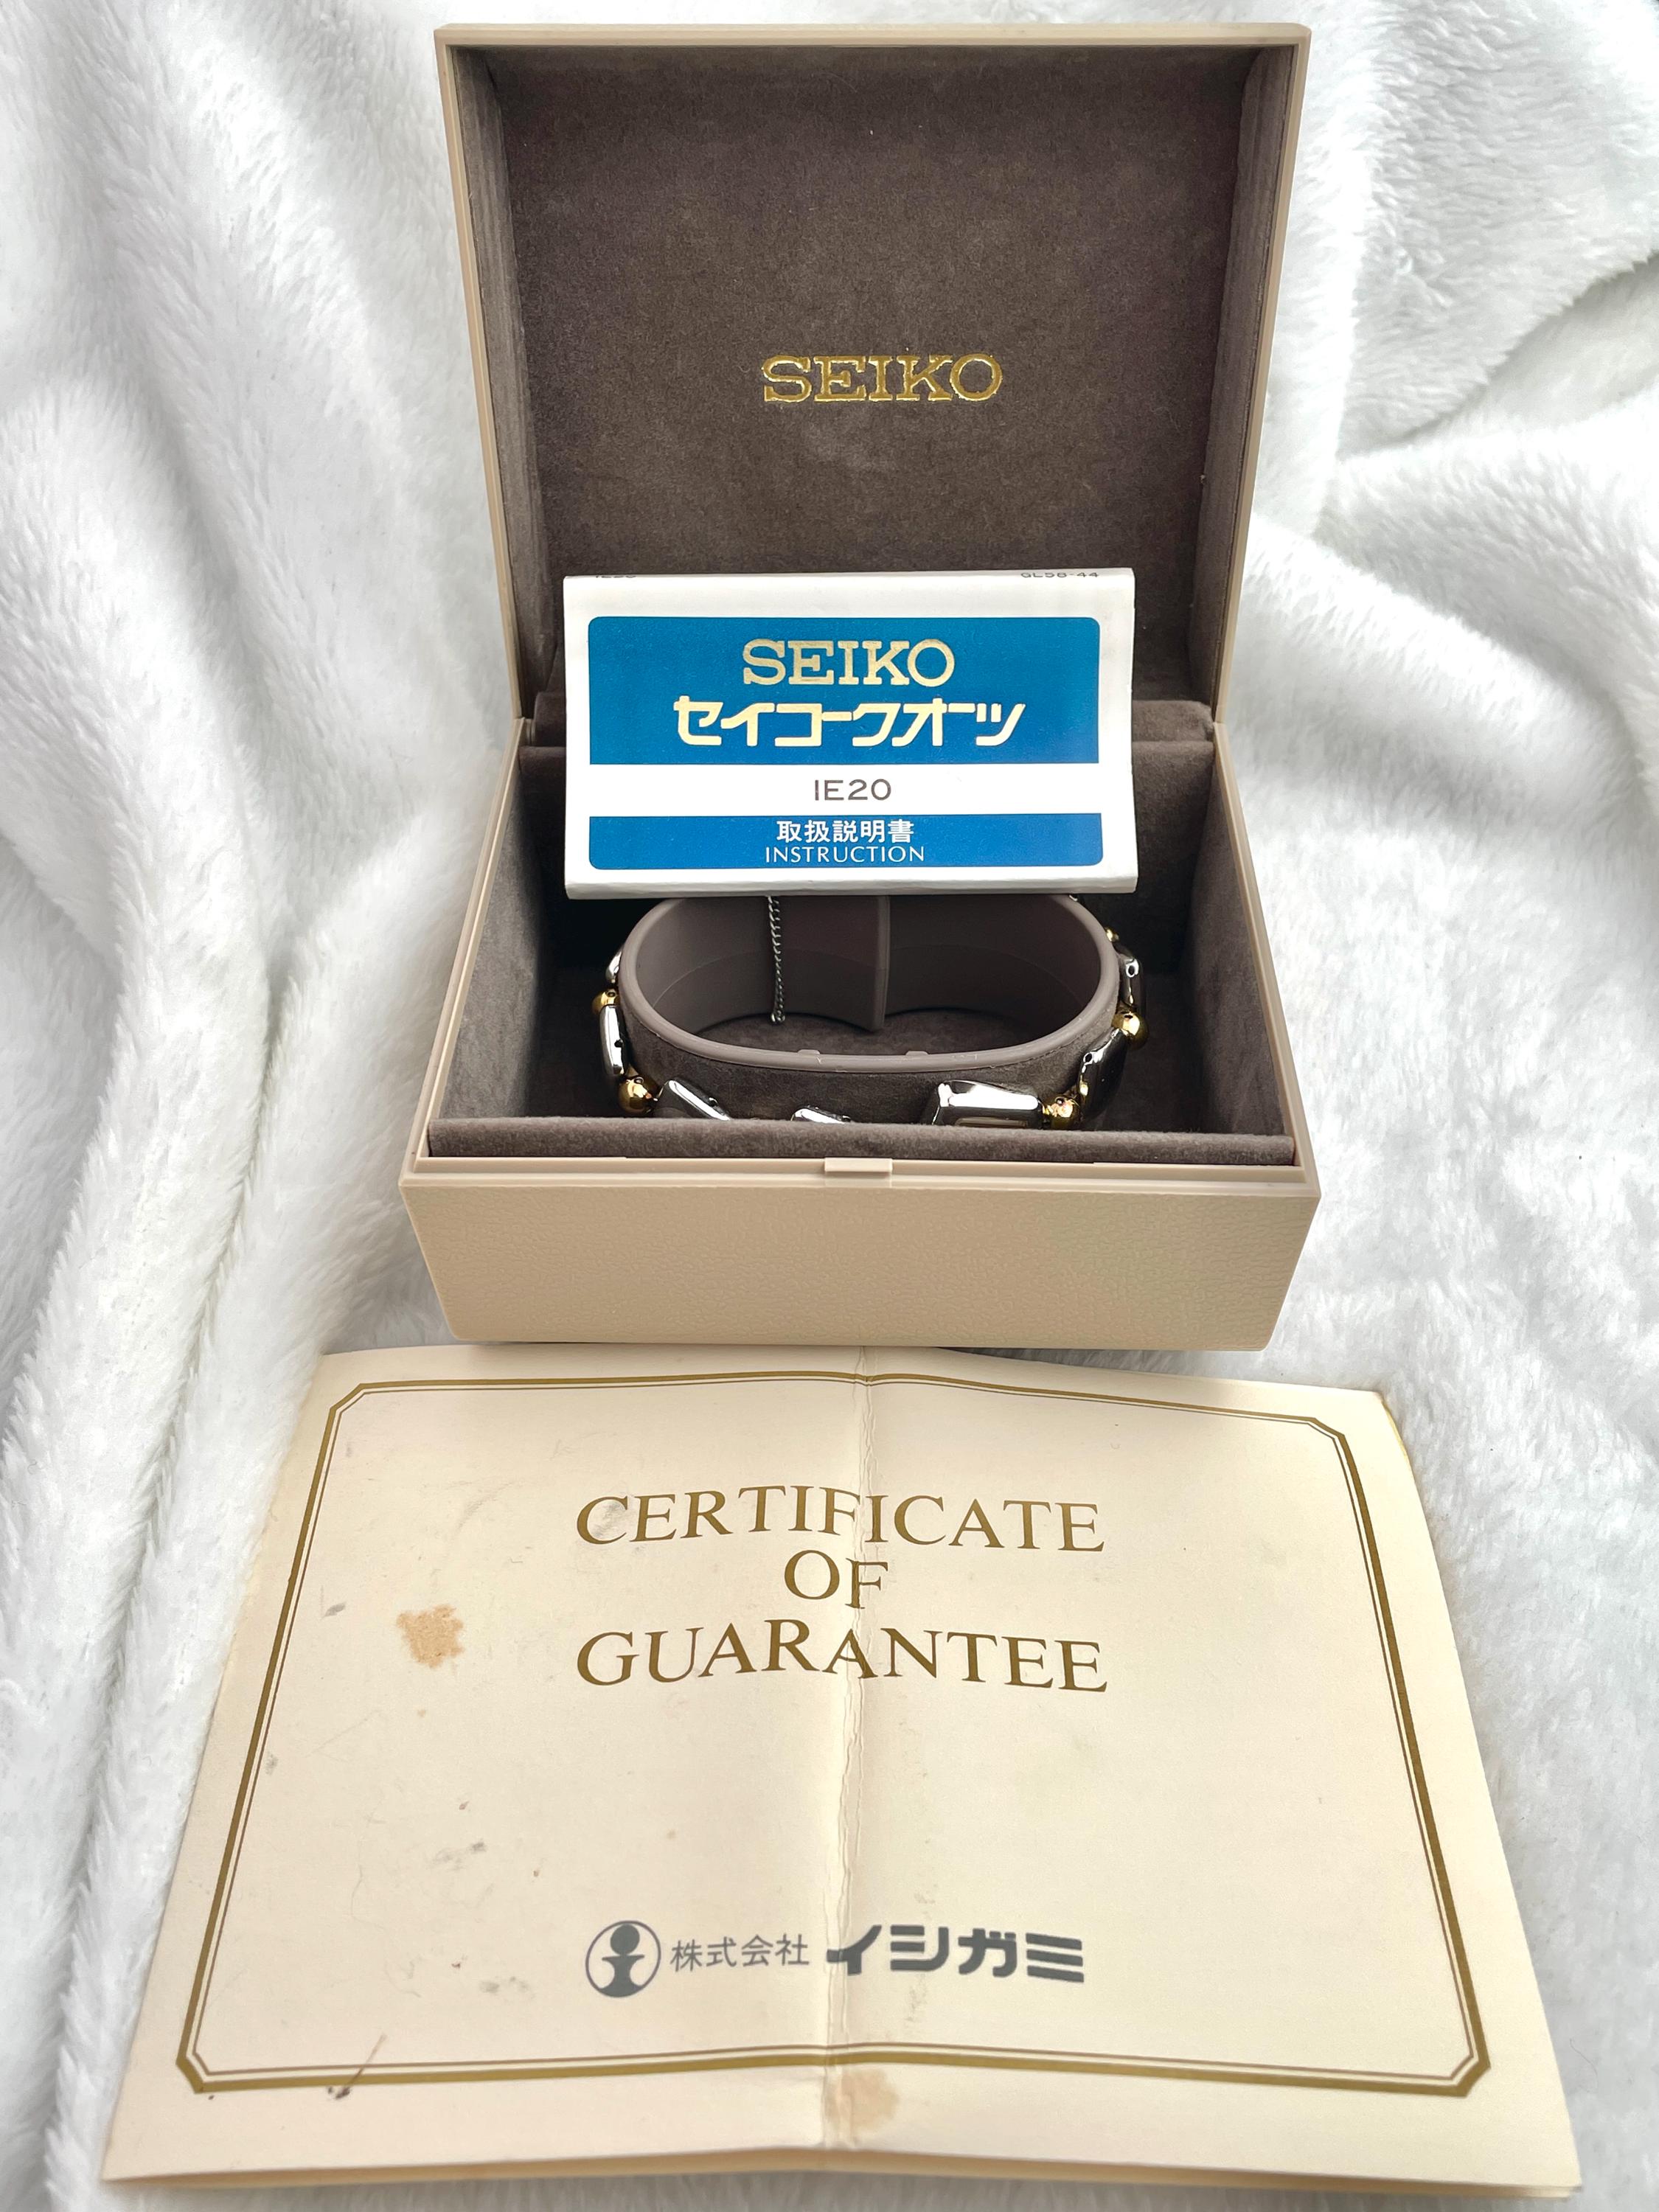 SEIKO
SEIKO
セイコークオーツ
1E20
取扱説明書
INSTRUCTION
CERTIFICATE
OF
GUARANTEE
株式会社 イシガミ